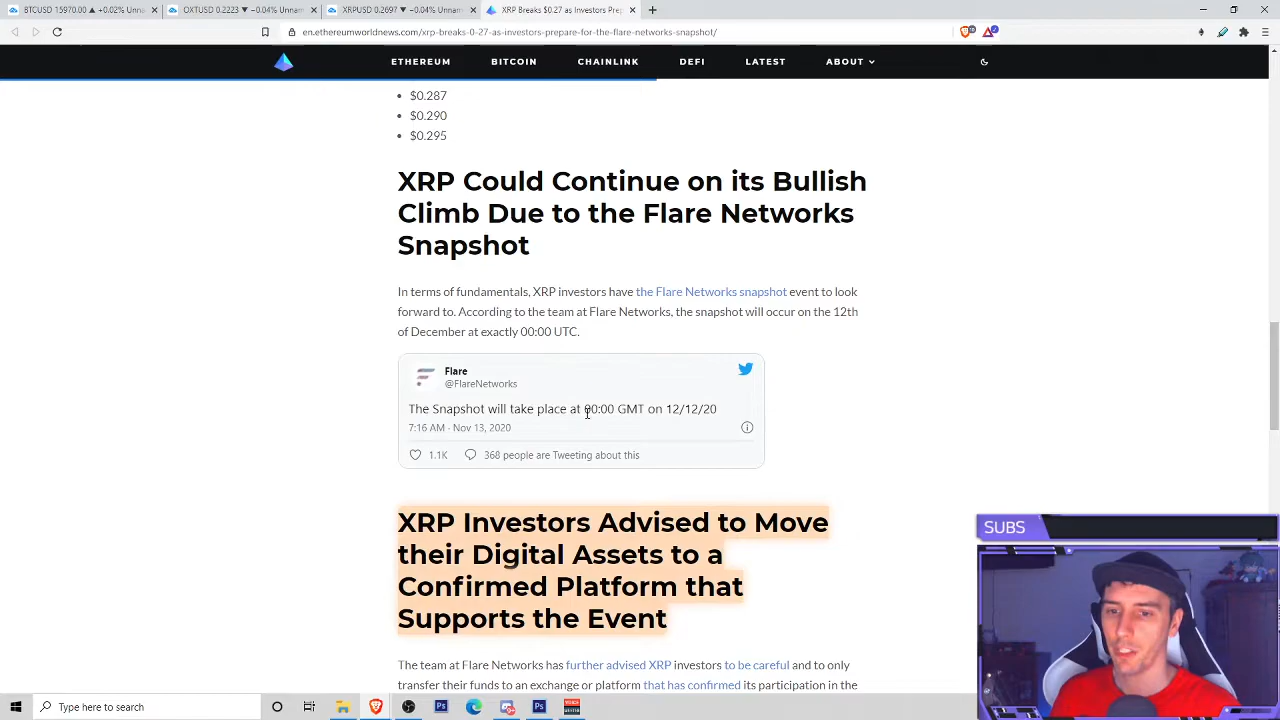 BTCUSD 15970.00 ▲ +0.02% Unna
OXTUSD 0.2223 ▼ −0.04% Unnam
XRPUSD 0.2697 ▼ −0.04% Unnam
XRP Breaks $0.27 as Investors Prep
en.ethereumworldnews.com/xrp-breaks-0-27-as-investors-prepare-for-the-flare-networks-snapshot/
ETHEREUM BITCOIN CHAINLINK DEFI LATEST ABOUT
• $0.287
• $0.290
• $0.295
XRP Could Continue on its Bullish
Climb Due to the Flare Networks
Snapshot
In terms of fundamentals, XRP investors have the Flare Networks snapshot event to look
forward to. According to the team at Flare Networks, the snapshot will occur on the 12th
of December at exactly 00:00 UTC.
Flare
@FlareNetworks
The Snapshot will take place at 00:00 GMT on 12/12/20
7:16 AM · Nov 13, 2020
1.1K 368 people are Tweeting about this
XRP Investors Advised to Move
their Digital Assets to a
Confirmed Platform that
Supports the Event
The team at Flare Networks has further advised XRP investors to be careful and to only
transfer their funds to an exchange or platform that has confirmed its participation in the
SUBS
Type here to search